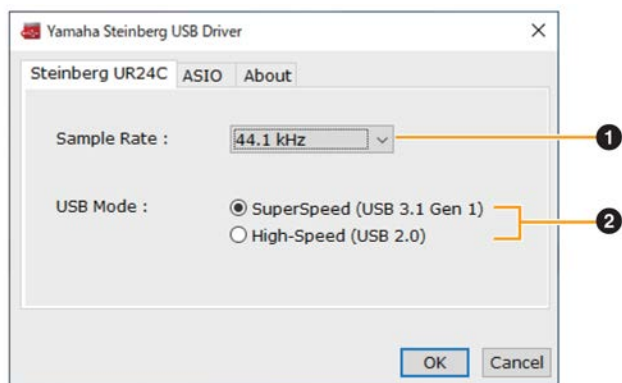 Yamaha Steinberg USB Driver
Steinberg UR24C ASIO About
Sample Rate : 44.1 kHz
1
USB Mode : SuperSpeed (USB 3.1 Gen 1)
2
High-Speed (USB 2.0)
OK Cancel